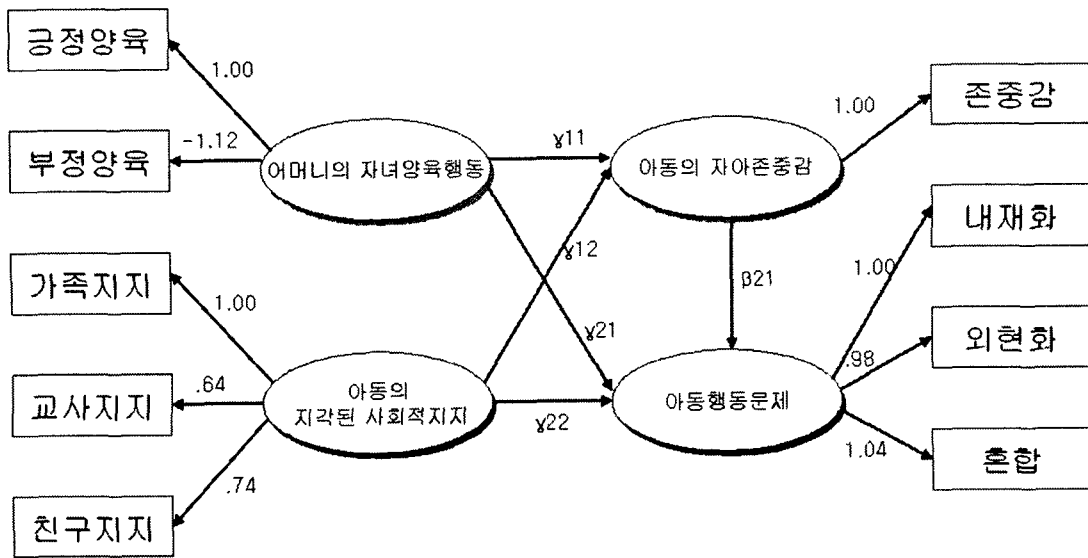 긍정양육
1.00
부정양육
-1.12
어머니의 자녀양육행동
가족지지
1.00
교사지지
.64
아동의
지각된 사회적지지
친구지지
.74
ɣ11
ɣ12
ɣ21
ɣ22
아동의 자아존중감
β21
아동행동문제
1.00
존중감
1.00
내재화
.98
외현화
1.04
혼합